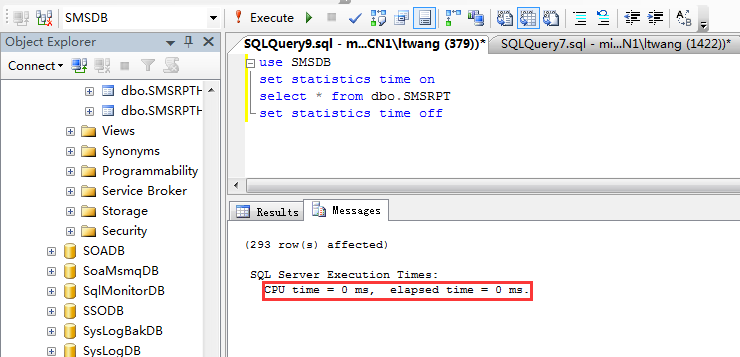 SMSDB
Execute
Object Explorer
Connect
dbo.SMSRPTH
dbo.SMSRPTH
Views
Synonyms
Programmability
Service Broker
Storage
Security
SOADB
SoaMsmqDB
SqlMonitorDB
SSODB
SysLogBakDB
SysLogDB
SQLQuery9.sql - m...CN1\ltwang (379))*
SQLQuery7.sql - mi...N1\ltwang (1422))*
use SMSDB
set statistics time on
select * from dbo.SMSRPT
set statistics time off
Results
Messages
(293 row(s) affected)
SQL Server Execution Times:
CPU time = 0 ms,  elapsed time = 0 ms.